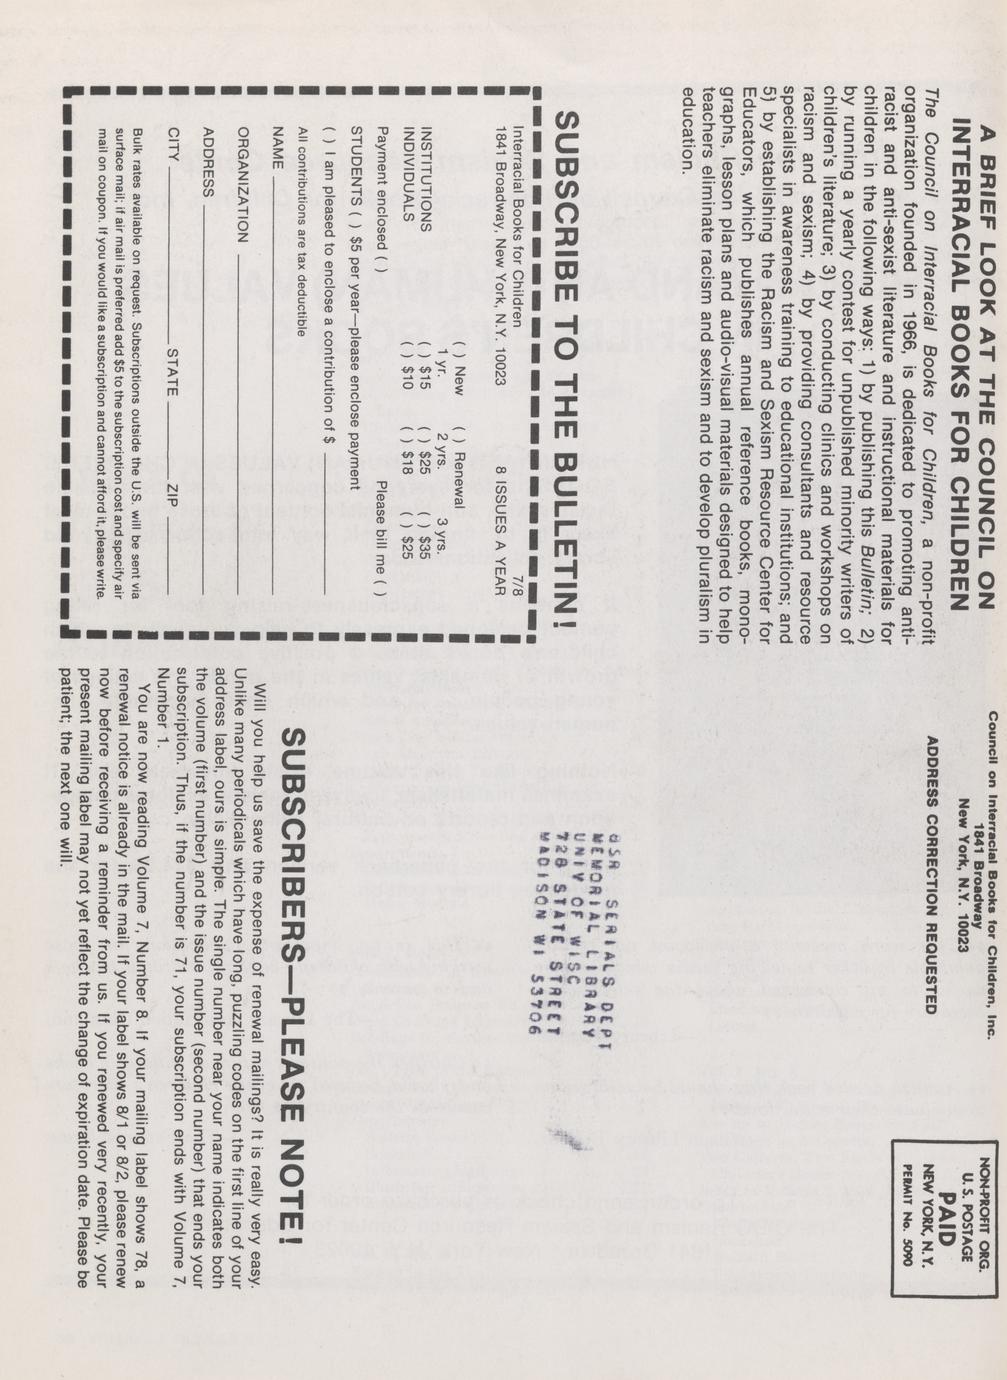 A BRIEF LOOK AT THE COUNCIL ON
INTERRACIAL BOOKS FOR CHILDREN
The Council on Interracial Books for Children, a non-profit
organization founded in 1966, is dedicated to promoting anti-
racist and anti-sexist literature and instructional materials for
children in the following ways: 1) by publishing this Bulletin; 2)
by running a yearly contest for unpublished minority writers of
children's literature; 3) by conducting clinics and workshops on
racism and sexism; 4) by providing consultants and resource
specialists in awareness training to educational institutions; and
5) by establishing the Racism and Sexism Resource Center for
Educators, which publishes annual reference books, mono-
graphs, lesson plans and audio-visual materials designed to help
teachers eliminate racism and sexism and to develop pluralism in
education.
SUBSCRIBE TO THE BULLETIN!
7/8
Interracial Books for Children
1841 Broadway, New York, N.Y. 10023 8 ISSUES A YEAR
( ) New ( ) Renewal
1 yr. 2 yrs. 3 yrs.
INSTITUTIONS ( ) $15 ( ) $25 ( ) $35
INDIVIDUALS ( ) $10 ( ) $18 ( ) $25
Payment enclosed ( ) Please bill me ( )
STUDENTS ( ) $5 per year—please enclose payment
( ) I am pleased to enclose a contribution of $
All contributions are tax deductible
NAME
ORGANIZATION
ADDRESS
CITY STATE ZIP
Bulk rates available on request. Subscriptions outside the U.S. will be sent via
surface mail; if air mail is preferred add $5 to the subscription cost and specify air
mail on coupon. If you would like a subscription and cannot afford it, please write.
Council on Interracial Books for Children, Inc.
1841 Broadway
New York, N.Y. 10023
ADDRESS CORRECTION REQUESTED
NON-PROFIT ORG.
U.S. POSTAGE
PAID
NEW YORK, N.Y.
PERMIT No. 5090
SERIALS DEPT
MEMORIAL LIBRARY
UNIV OF WISC
728 STATE STREET
MADISON WI 53706
SUBSCRIBERS—PLEASE NOTE!
Will you help us save the expense of renewal mailings? It is really very easy.
Unlike many periodicals which have long, puzzling codes on the first line of your
address label, ours is simple. The single number near your name indicates both
the volume (first number) and the issue number (second number) that ends your
subscription. Thus, if the number is 71, your subscription ends with Volume 7,
Number 1.
You are now reading Volume 7, Number 8. If your mailing label shows 78, a
renewal notice is already in the mail. If your label shows 8/1 or 8/2, please renew
now before receiving a reminder from us. If you renewed very recently, your
present mailing label may not yet reflect the change of expiration date. Please be
patient; the next one will.